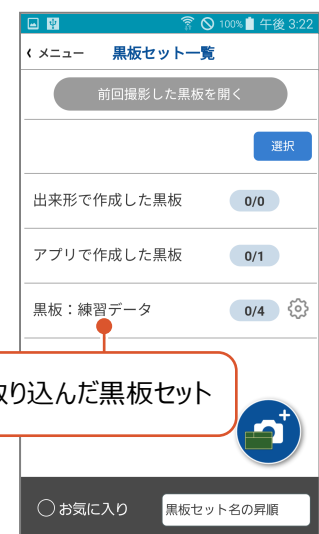 100% 午後 3:22
メニュー 黒板セット一覧
前回撮影した黒板を開く
選択
出来形で作成した黒板 0/0
アプリで作成した黒板 0/1
黒板：練習データ 0/4
り込んだ黒板セット
お気に入り 黒板セット名の昇順